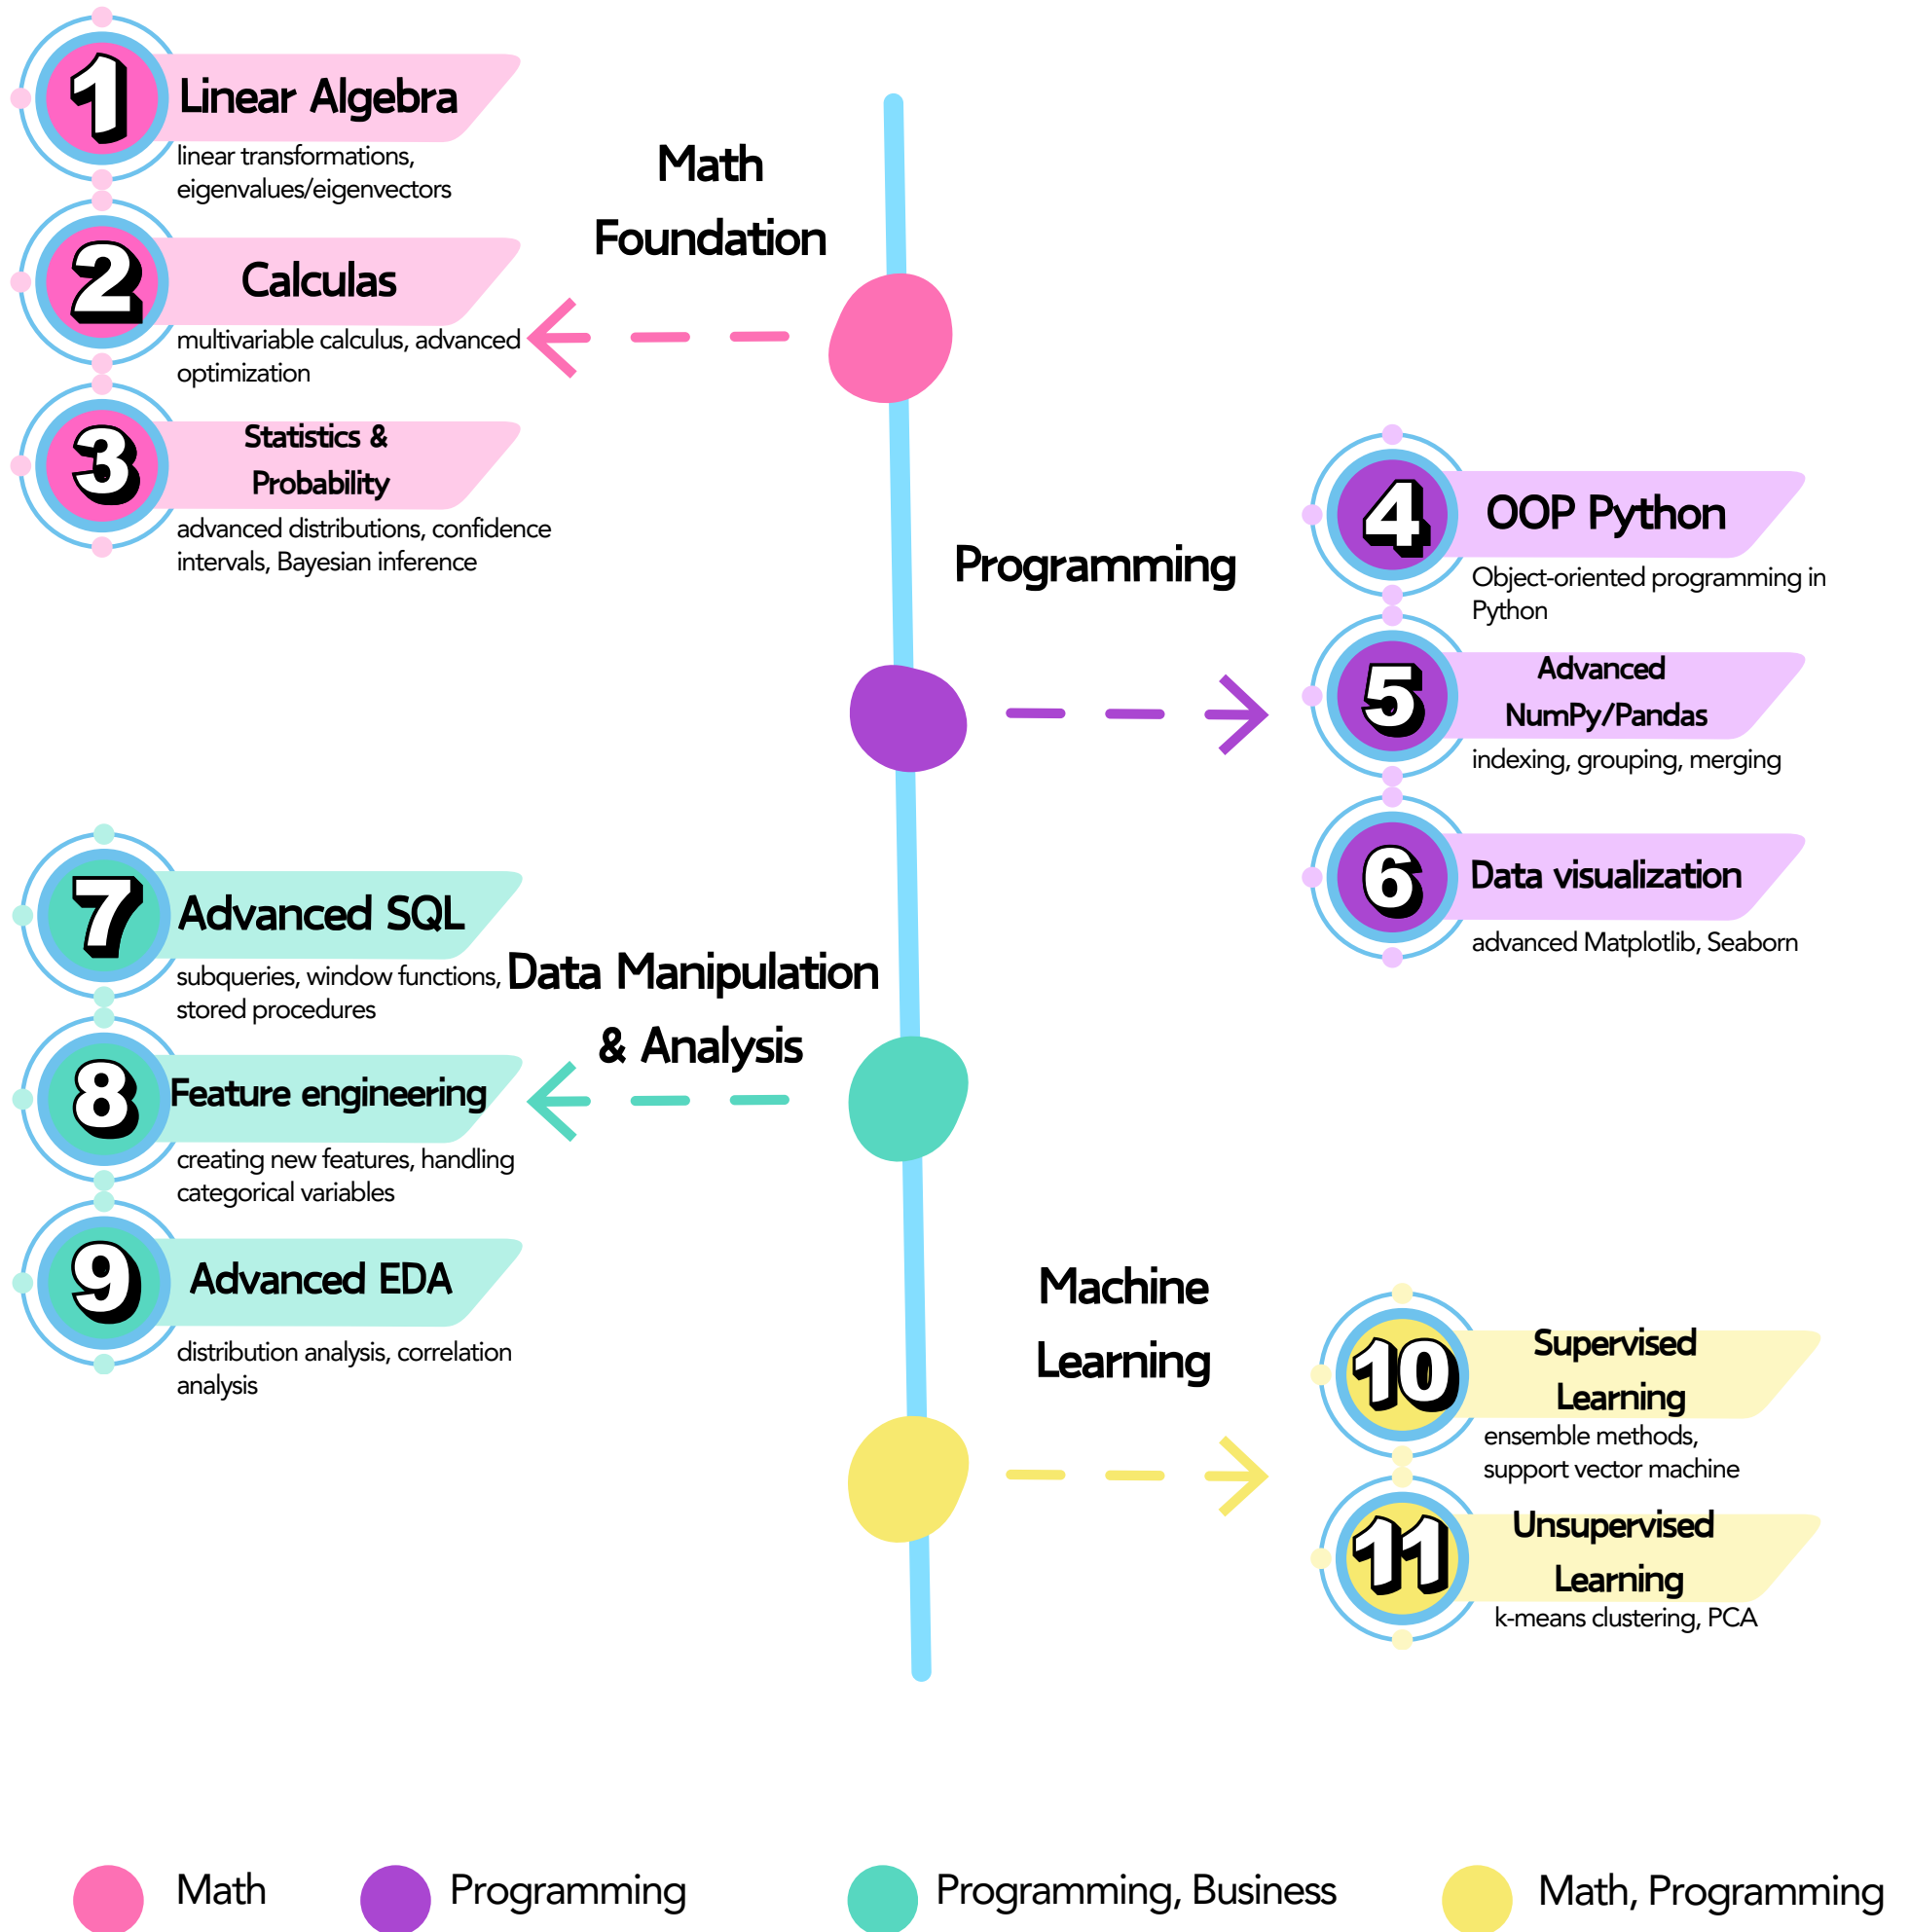 1
Linear Algebra
linear transformations,
eigenvalues/eigenvectors
2
Calculas
multivariable calculus, advanced
optimization
3
Statistics &
Probability
advanced distributions, confidence
intervals, Bayesian inference
Math
Foundation
Programming
4
OOP Python
Object-oriented programming in
Python
5
Advanced
NumPy/Pandas
indexing, grouping, merging
6
Data visualization
advanced Matplotlib, Seaborn
7
Advanced SQL
subqueries, window functions,
stored procedures
8
Feature engineering
creating new features, handling
categorical variables
9
Advanced EDA
distribution analysis, correlation
analysis
Data Manipulation
& Analysis
Machine
Learning
10
Supervised
Learning
ensemble methods,
support vector machine
11
Unsupervised
Learning
k-means clustering, PCA
Math
Programming
Programming, Business
Math, Programming